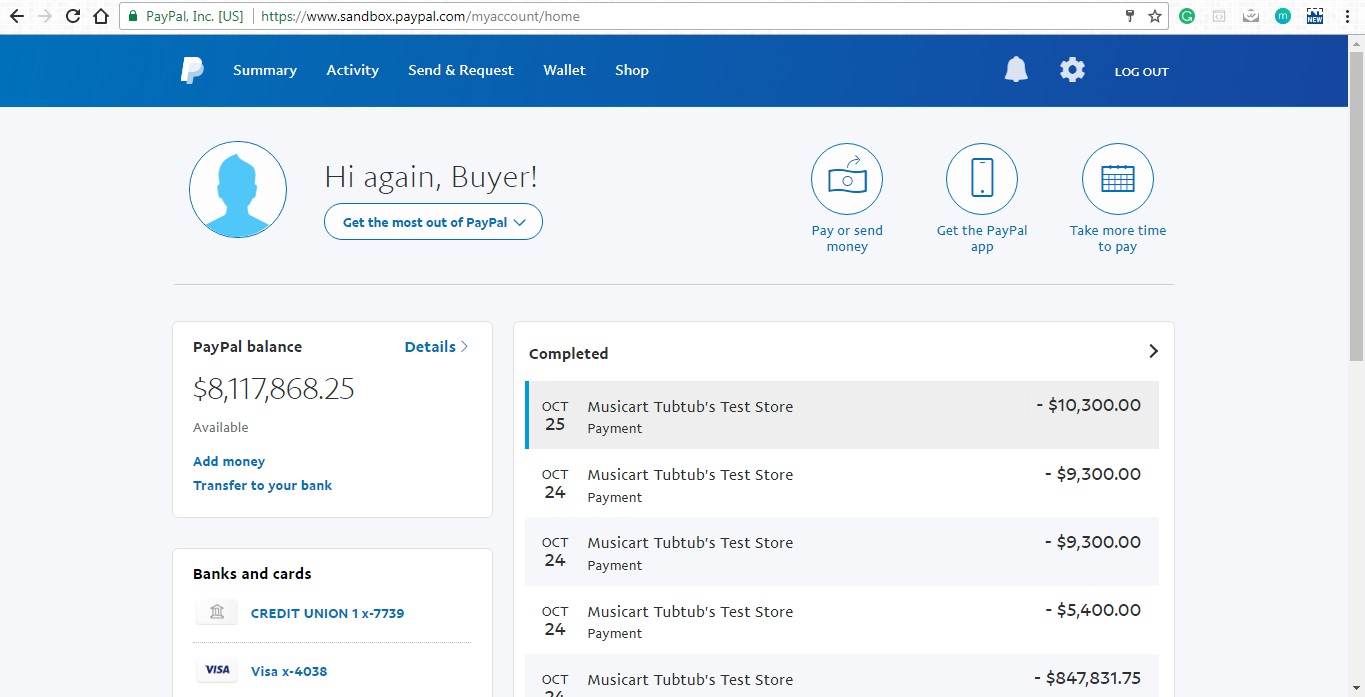 PayPal, Inc. [US] https://www.sandbox.paypal.com/myaccount/home
NEW
Summary Activity Send & Request Wallet Shop LOG OUT
Hi again, Buyer!
Get the most out of PayPal
Pay or send
money
Get the PayPal
app
Take more time
to pay
PayPal balance Details
$8,117,868.25
Available
Add money
Transfer to your bank
Banks and cards
CREDIT UNION 1 x-7739
VISA Visa x-4038
Completed
OCT
25
Musicart Tubtub's Test Store
Payment
- $10,300.00
OCT
24
Musicart Tubtub's Test Store
Payment
- $9,300.00
OCT
24
Musicart Tubtub's Test Store
Payment
- $9,300.00
OCT
24
Musicart Tubtub's Test Store
Payment
- $5,400.00
OCT
24
Musicart Tubtub's Test Store
- $847,831.75